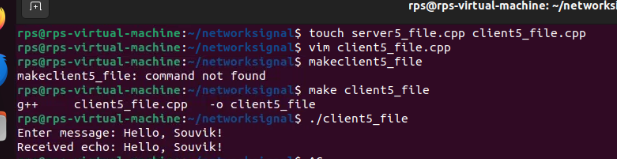 rps@rps-virtual-machine: ~/networksi
rps@rps-virtual-machine:~/networksignal$ touch server5_file.cpp client5_file.cpp
rps@rps-virtual-machine:~/networksignal$ vim client5_file.cpp
rps@rps-virtual-machine:~/networksignal$ makeclient5_file
makeclient5_file: command not found
rps@rps-virtual-machine:~/networksignal$ make client5_file
g++     client5_file.cpp   -o client5_file
rps@rps-virtual-machine:~/networksignal$ ./client5_file
Enter message: Hello, Souvik!
Received echo: Hello, Souvik!